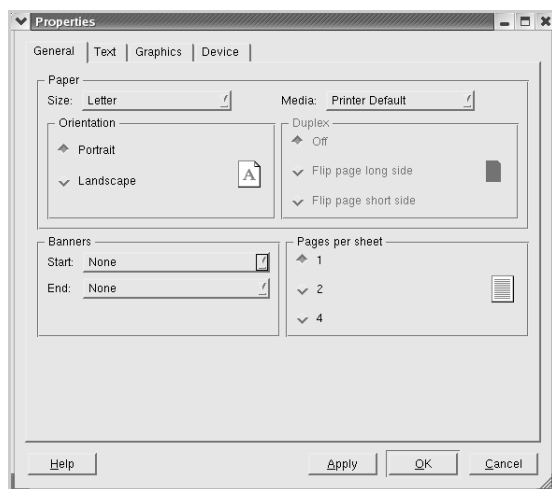 Properties
General Text Graphics Device
Paper
Size: Letter Media: Printer Default
Orientation
Portrait
Landscape
A
Duplex
Off
Flip page long side
Flip page short side
Banners
Start: None
End: None
Pages per sheet
1
2
4
Help Apply OK Cancel